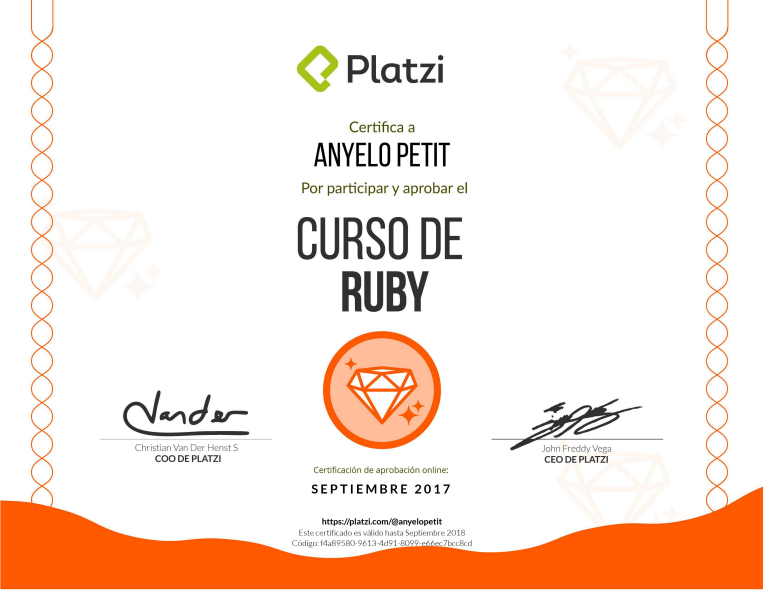 Platzi
Certifica a
ANYELO PETIT
Por participar y aprobar el
CURSO DE
RUBY
Vander
Christian Van Der Henst S
COO DE PLATZI
John Freddy Vega
CEO DE PLATZI
Certificación de aprobación online:
SEPTIEMBRE 2017
https://platzi.com/@anyelopetit
Este certificado es válido hasta Septiembre 2018
Código: f4a89580-9613-4d91-8099-e66ec7bcc8cd